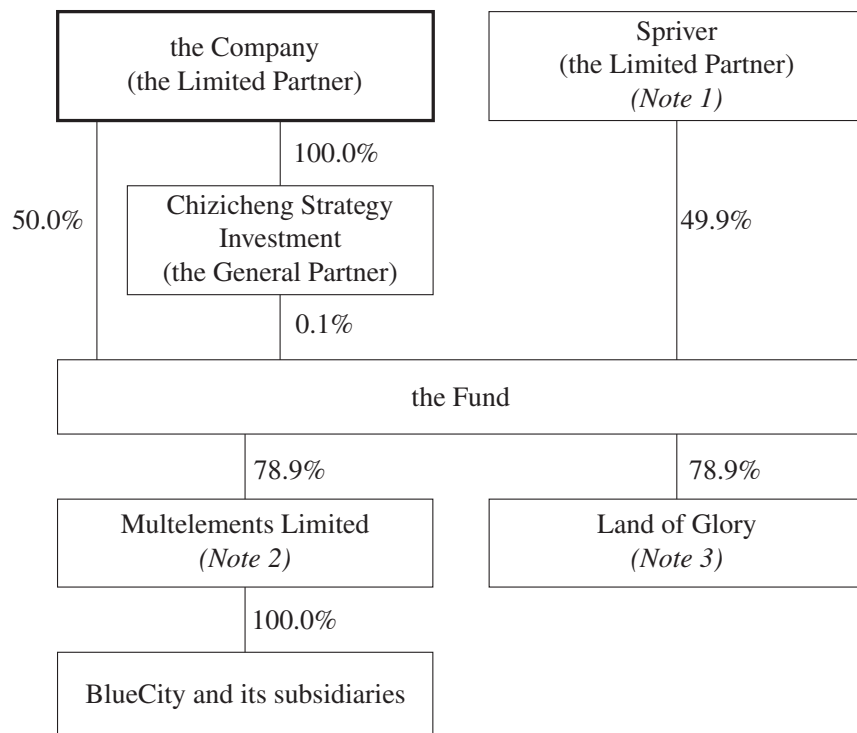 the Company
(the Limited Partner)
Spriver
(the Limited Partner)
(Note 1)
100.0%
50.0%
Chizicheng Strategy
Investment
(the General Partner)
49.9%
0.1%
the Fund
78.9%
78.9%
Multelements Limited
(Note 2)
Land of Glory
(Note 3)
100.0%
BlueCity and its subsidiaries